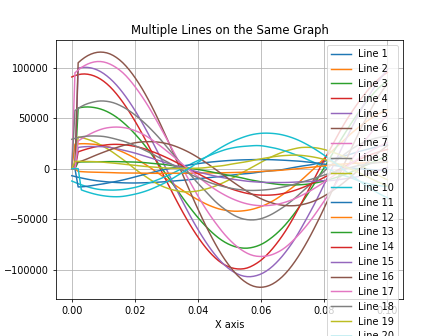 Multiple Lines on the Same Graph
100000
50000
0
−50000
−100000
0.00
0.02
0.04
0.06
X axis
Line 1
Line 2
Line 3
Line 4
Line 5
Line 6
Line 7
Line 8
Line 9
Line 10
Line 11
Line 12
Line 13
Line 14
Line 15
Line 16
Line 17
Line 18
Line 19
Line 20